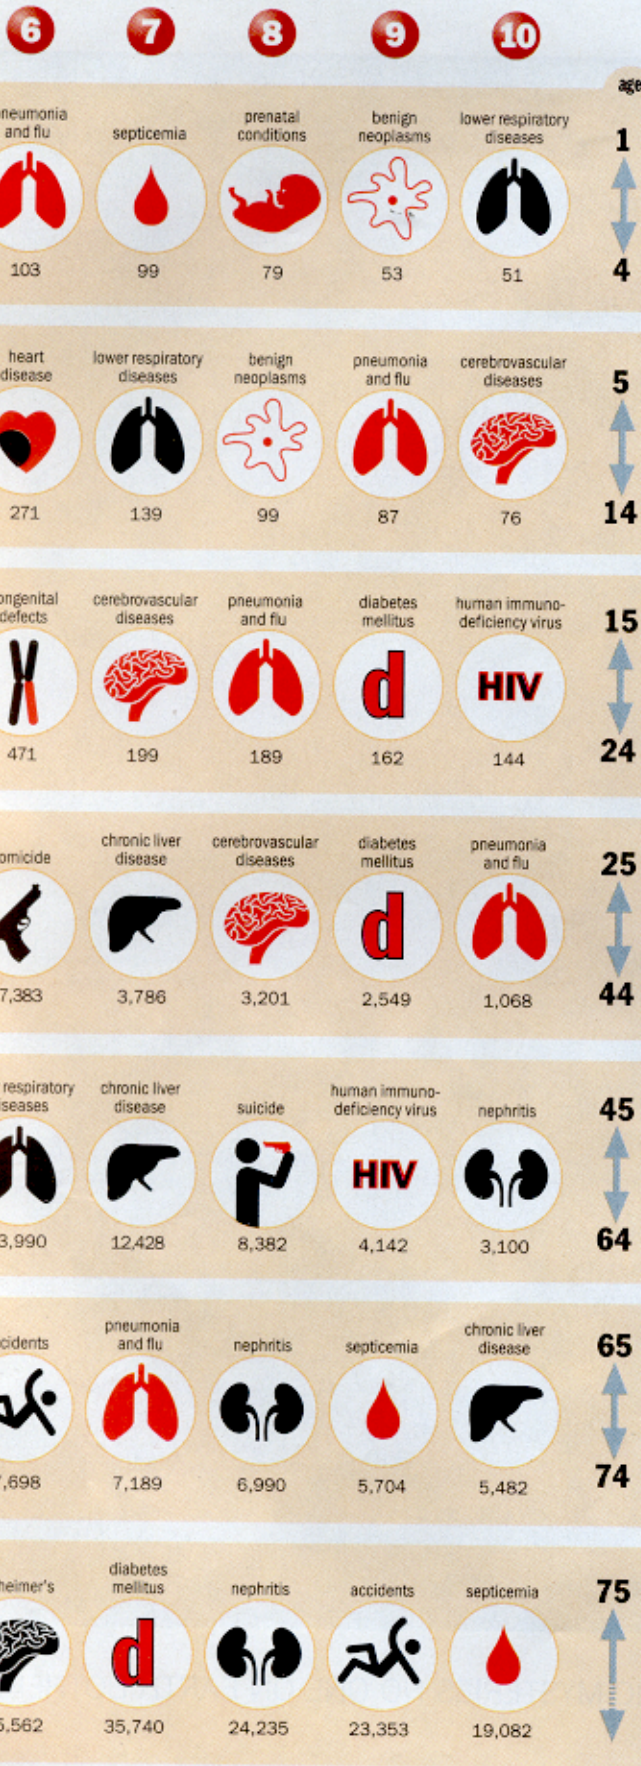 6 7 8 9 10
age
neumonia and flu
septicemia
prenatal conditions
benign neoplasms
lower respiratory diseases
1
103 99 79 53 51
4
heart disease
lower respiratory diseases
benign neoplasms
pneumonia and flu
cerebrovascular diseases
5
271 139 99 87 76
14
ongenital defects
cerebrovascular diseases
pneumonia and flu
diabetes mellitus
human immuno-deficiency virus
15
d HIV
471 199 189 162 144
24
omicide
chronic liver disease
cerebrovascular diseases
diabetes mellitus
pneumonia and flu
25
d
7,383 3,786 3,201 2,549 1,068
44
respiratory seases
chronic liver disease
suicide
human immuno-deficiency virus
nephritis
45
HIV
3,990 12,428 8,382 4,142 3,100
64
cidents
pneumonia and flu
nephritis
septicemia
chronic liver disease
65
,698 7,189 6,990 5,704 5,482
74
heimer's
diabetes mellitus
nephritis
accidents
septicemia
75
d
5,562 35,740 24,235 23,353 19,082